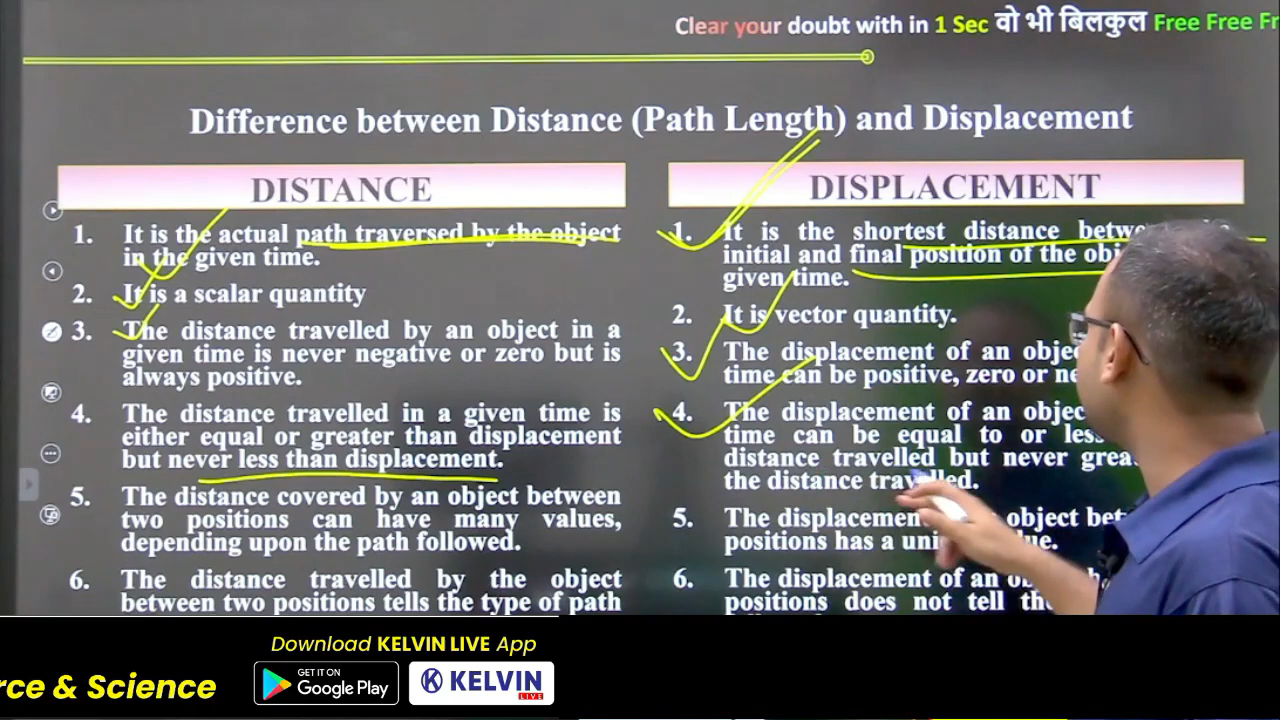 Clear your doubt with in 1 Sec वो भी बिलकुल Free Free Fr
Difference between Distance (Path Length) and Displacement
DISTANCE
1. It is the actual path traversed by the object
in the given time.
2. It is a scalar quantity
3. The distance travelled by an object in a
given time is never negative or zero but is
always positive.
4. The distance travelled in a given time is
either equal or greater than displacement
but never less than displacement.
5. The distance covered by an object between
two positions can have many values,
depending upon the path followed.
6. The distance travelled by the object
between two positions tells the type of path
DISPLACEMENT
1. It is the shortest distance
initial and final position of the
given time.
2. It is vector quantity.
3. The displacement of an
time can be positive, zero or
4. The displacement of an
time can be equal to or
distance travelled but never
the distance travelled.
5. The displacement object
positions has a
6. The displacement of an
positions does not tell
Download KELVIN LIVE App
GET IT ON
Google Play
KELVIN
LIVE
rce & Science